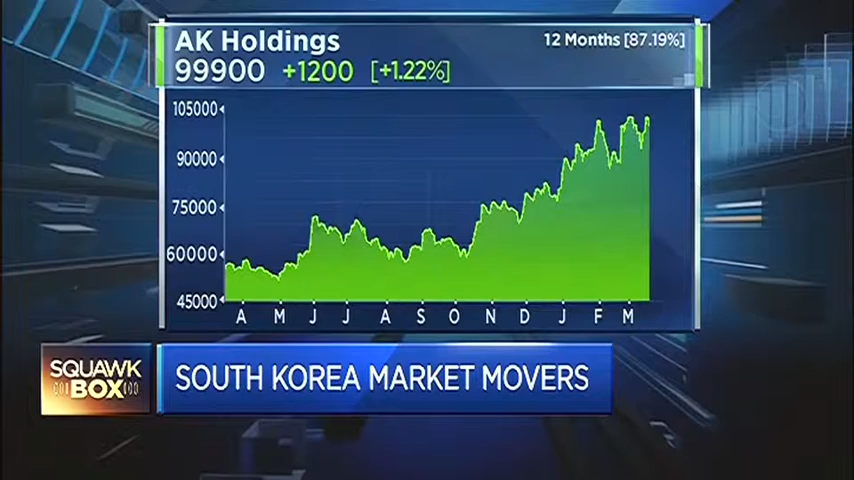 AK Holdings
12 Months [87.19%]
99900 +1200 [+1.22%]
105000
90000
75000
60000
45000
A M J J A S O N D J F M
SQUAWK
BOX
SOUTH KOREA MARKET MOVERS